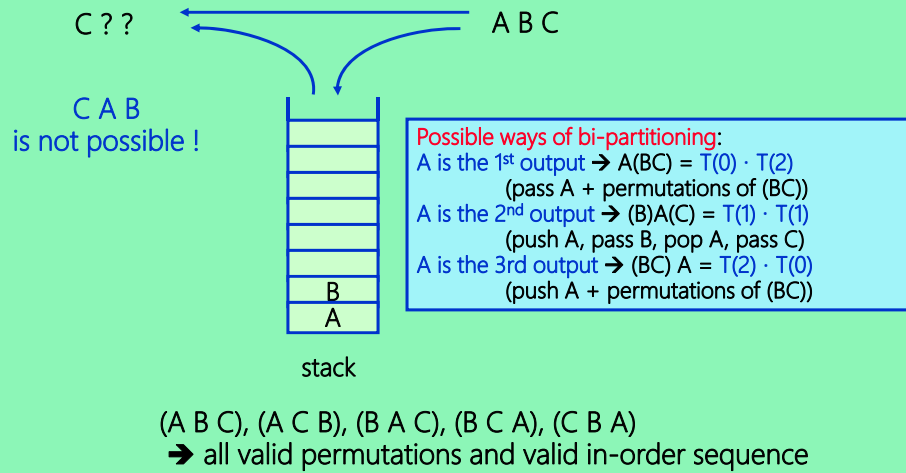 C ? ?
A B C
C A B
is not possible !
Possible ways of bi-partitioning:
A is the 1st output ➔ A(BC) = T(0) · T(2)
(pass A + permutations of (BC))
A is the 2nd output ➔ (B)A(C) = T(1) · T(1)
(push A, pass B, pop A, pass C)
A is the 3rd output ➔ (BC) A = T(2) · T(0)
(push A + permutations of (BC))
B
A
stack
(A B C), (A C B), (B A C), (B C A), (C B A)
➔ all valid permutations and valid in-order sequence